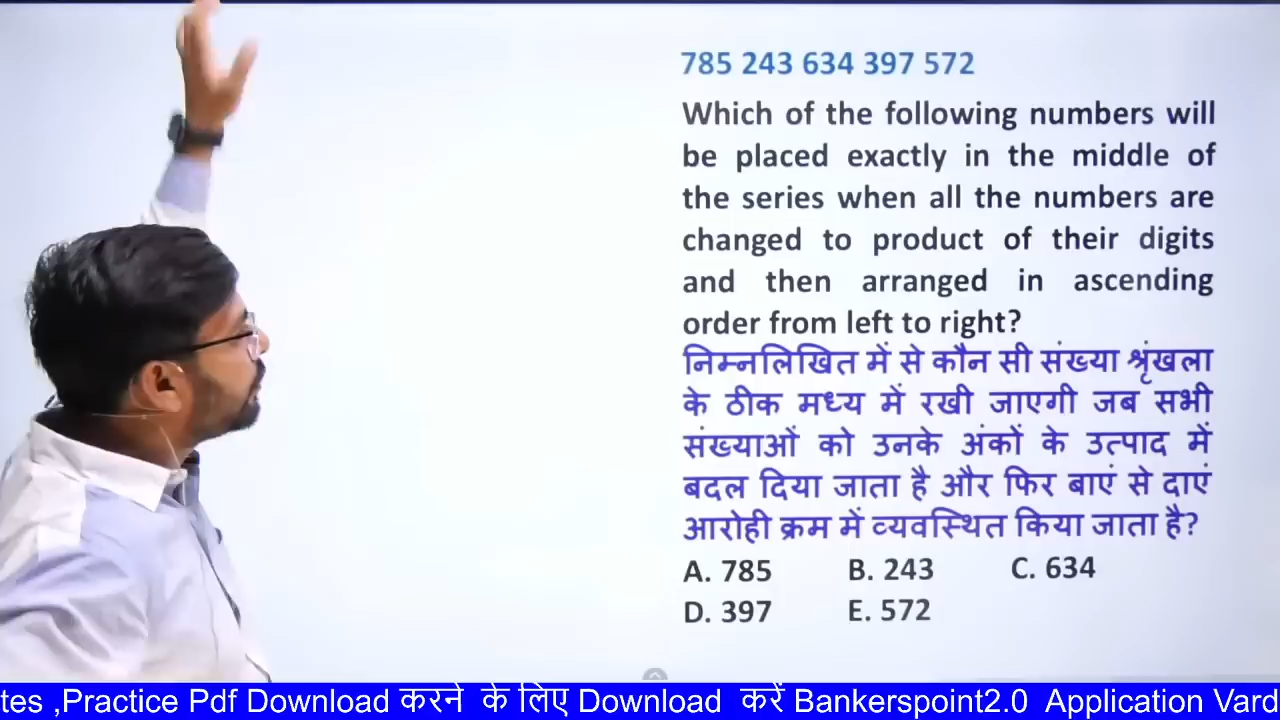 785 243 634 397 572
Which of the following numbers will
be placed exactly in the middle of
the series when all the numbers are
changed to product of their digits
and then arranged in ascending
order from left to right?
निम्नलिखित में से कौन सी संख्या श्रृंखला
के ठीक मध्य में रखी जाएगी जब सभी
संख्याओं को उनके अंकों के उत्पाद में
बदल दिया जाता है और फिर बाएं से दाएं
आरोही क्रम में व्यवस्थित किया जाता है?
A. 785 B. 243 C. 634
D. 397 E. 572
tes ,Practice Pdf Download करने के लिए Download करें Bankerspoint2.0 Application Vard